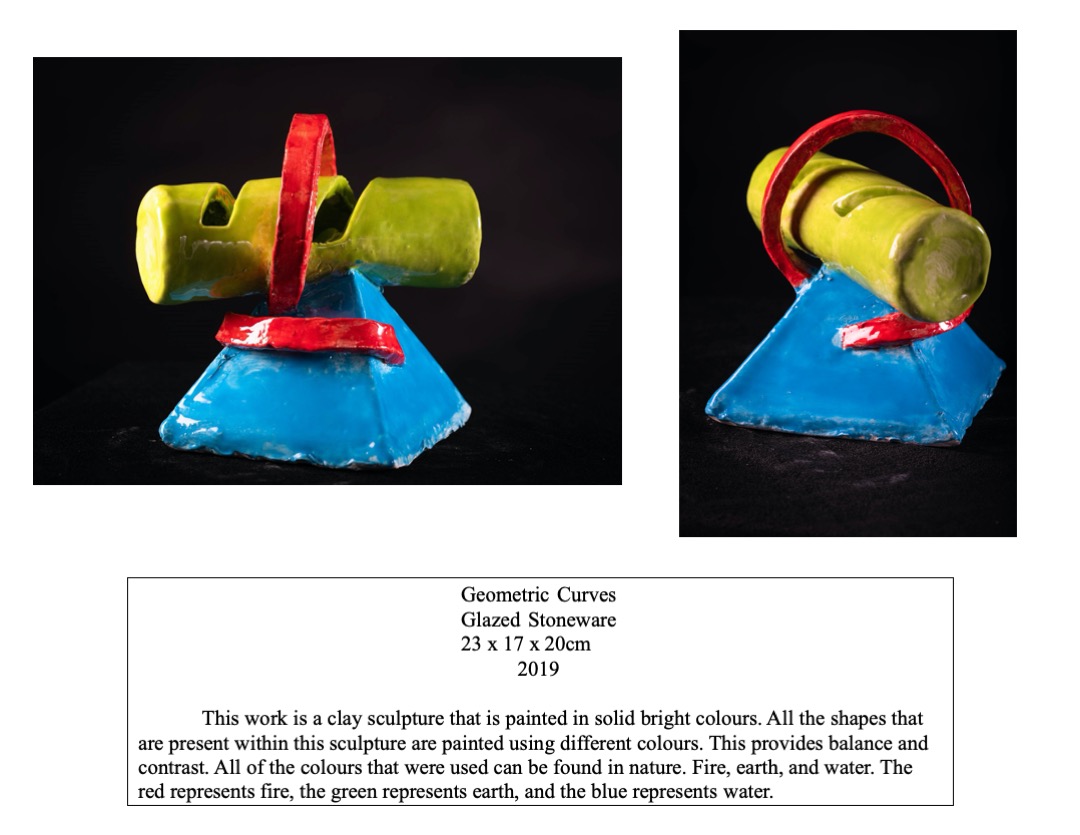 Geometric Curves
Glazed Stoneware
23 x 17 x 20cm
2019
This work is a clay sculpture that is painted in solid bright colours. All the shapes that
are present within this sculpture are painted using different colours. This provides balance and
contrast. All of the colours that were used can be found in nature. Fire, earth, and water. The
red represents fire, the green represents earth, and the blue represents water.